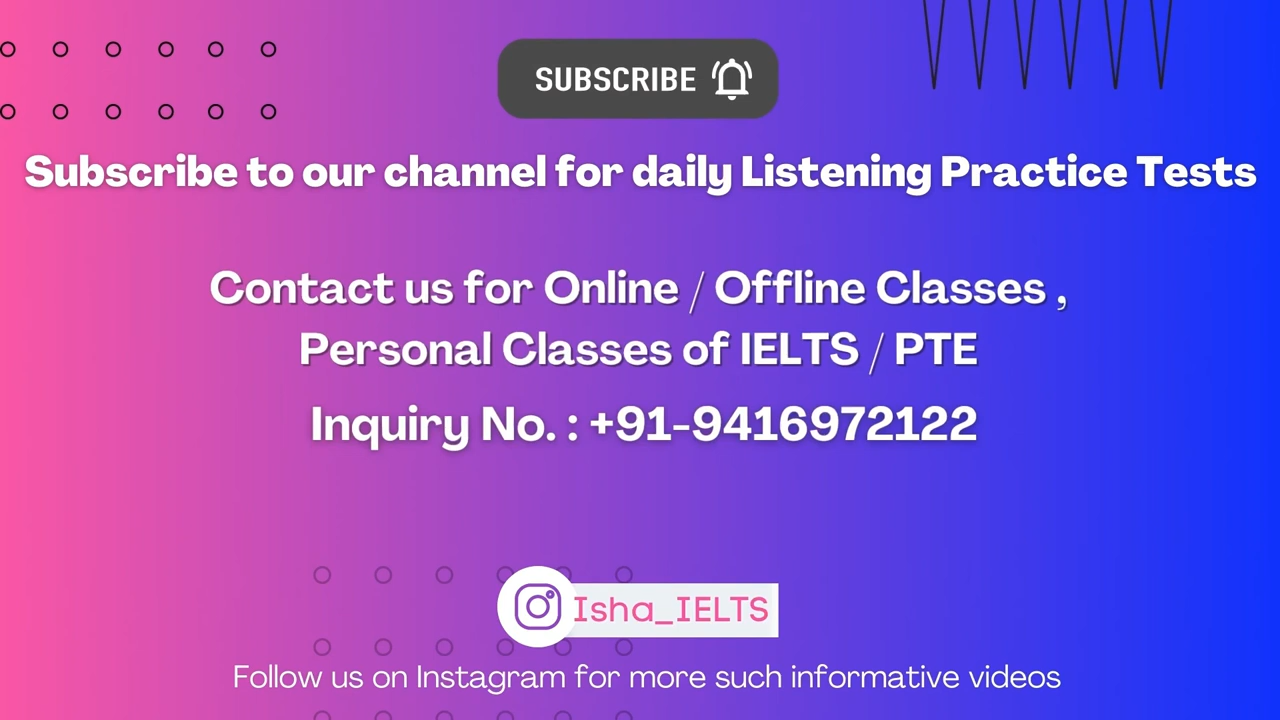 SUBSCRIBE
Subscribe to our channel for daily Listening Practice Tests
Contact us for Online / Offline Classes ,
Personal Classes of IELTS / PTE
Inquiry No. : +91-9416972122
Isha_IELTS
Follow us on Instagram for more such informative videos